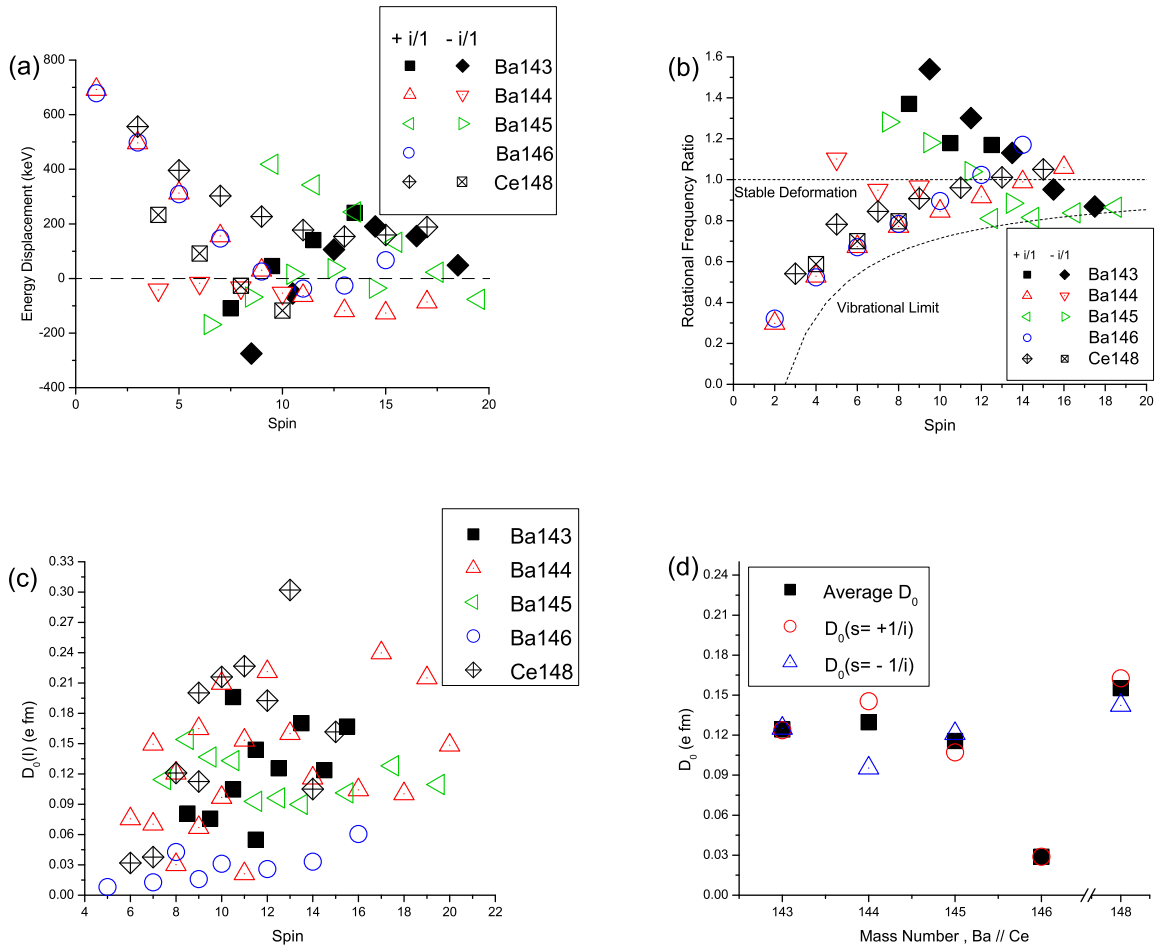 (a)
Energy Displacement (keV)
800
600
400
200
0
-200
-400
0
5
10
15
20
Spin
+ i/1 - i/1
Ba143
Ba144
Ba145
Ba146
Ce148
(b)
Rotational Frequency Ratio
1.6
1.4
1.2
1.0
0.8
0.6
0.4
0.2
0.0
Stable Deformation
Vibrational Limit
0 2 4 6 8 10 12 14 16 18 20
Spin
+ i/1 - i/1
Ba143
Ba144
Ba145
Ba146
Ce148
(c)
D₀(I) (e fm)
0.33
0.30
0.27
0.24
0.21
0.18
0.15
0.12
0.09
0.06
0.03
0.00
4 6 8 10 12 14 16 18 20 22
Spin
Ba143
Ba144
Ba145
Ba146
Ce148
(d)
D₀ (e fm)
0.24
0.21
0.18
0.15
0.12
0.09
0.06
0.03
0.00
143 144 145 146 148
Mass Number , Ba // Ce
Average D₀
D₀(s= +1/i)
D₀(s= - 1/i)